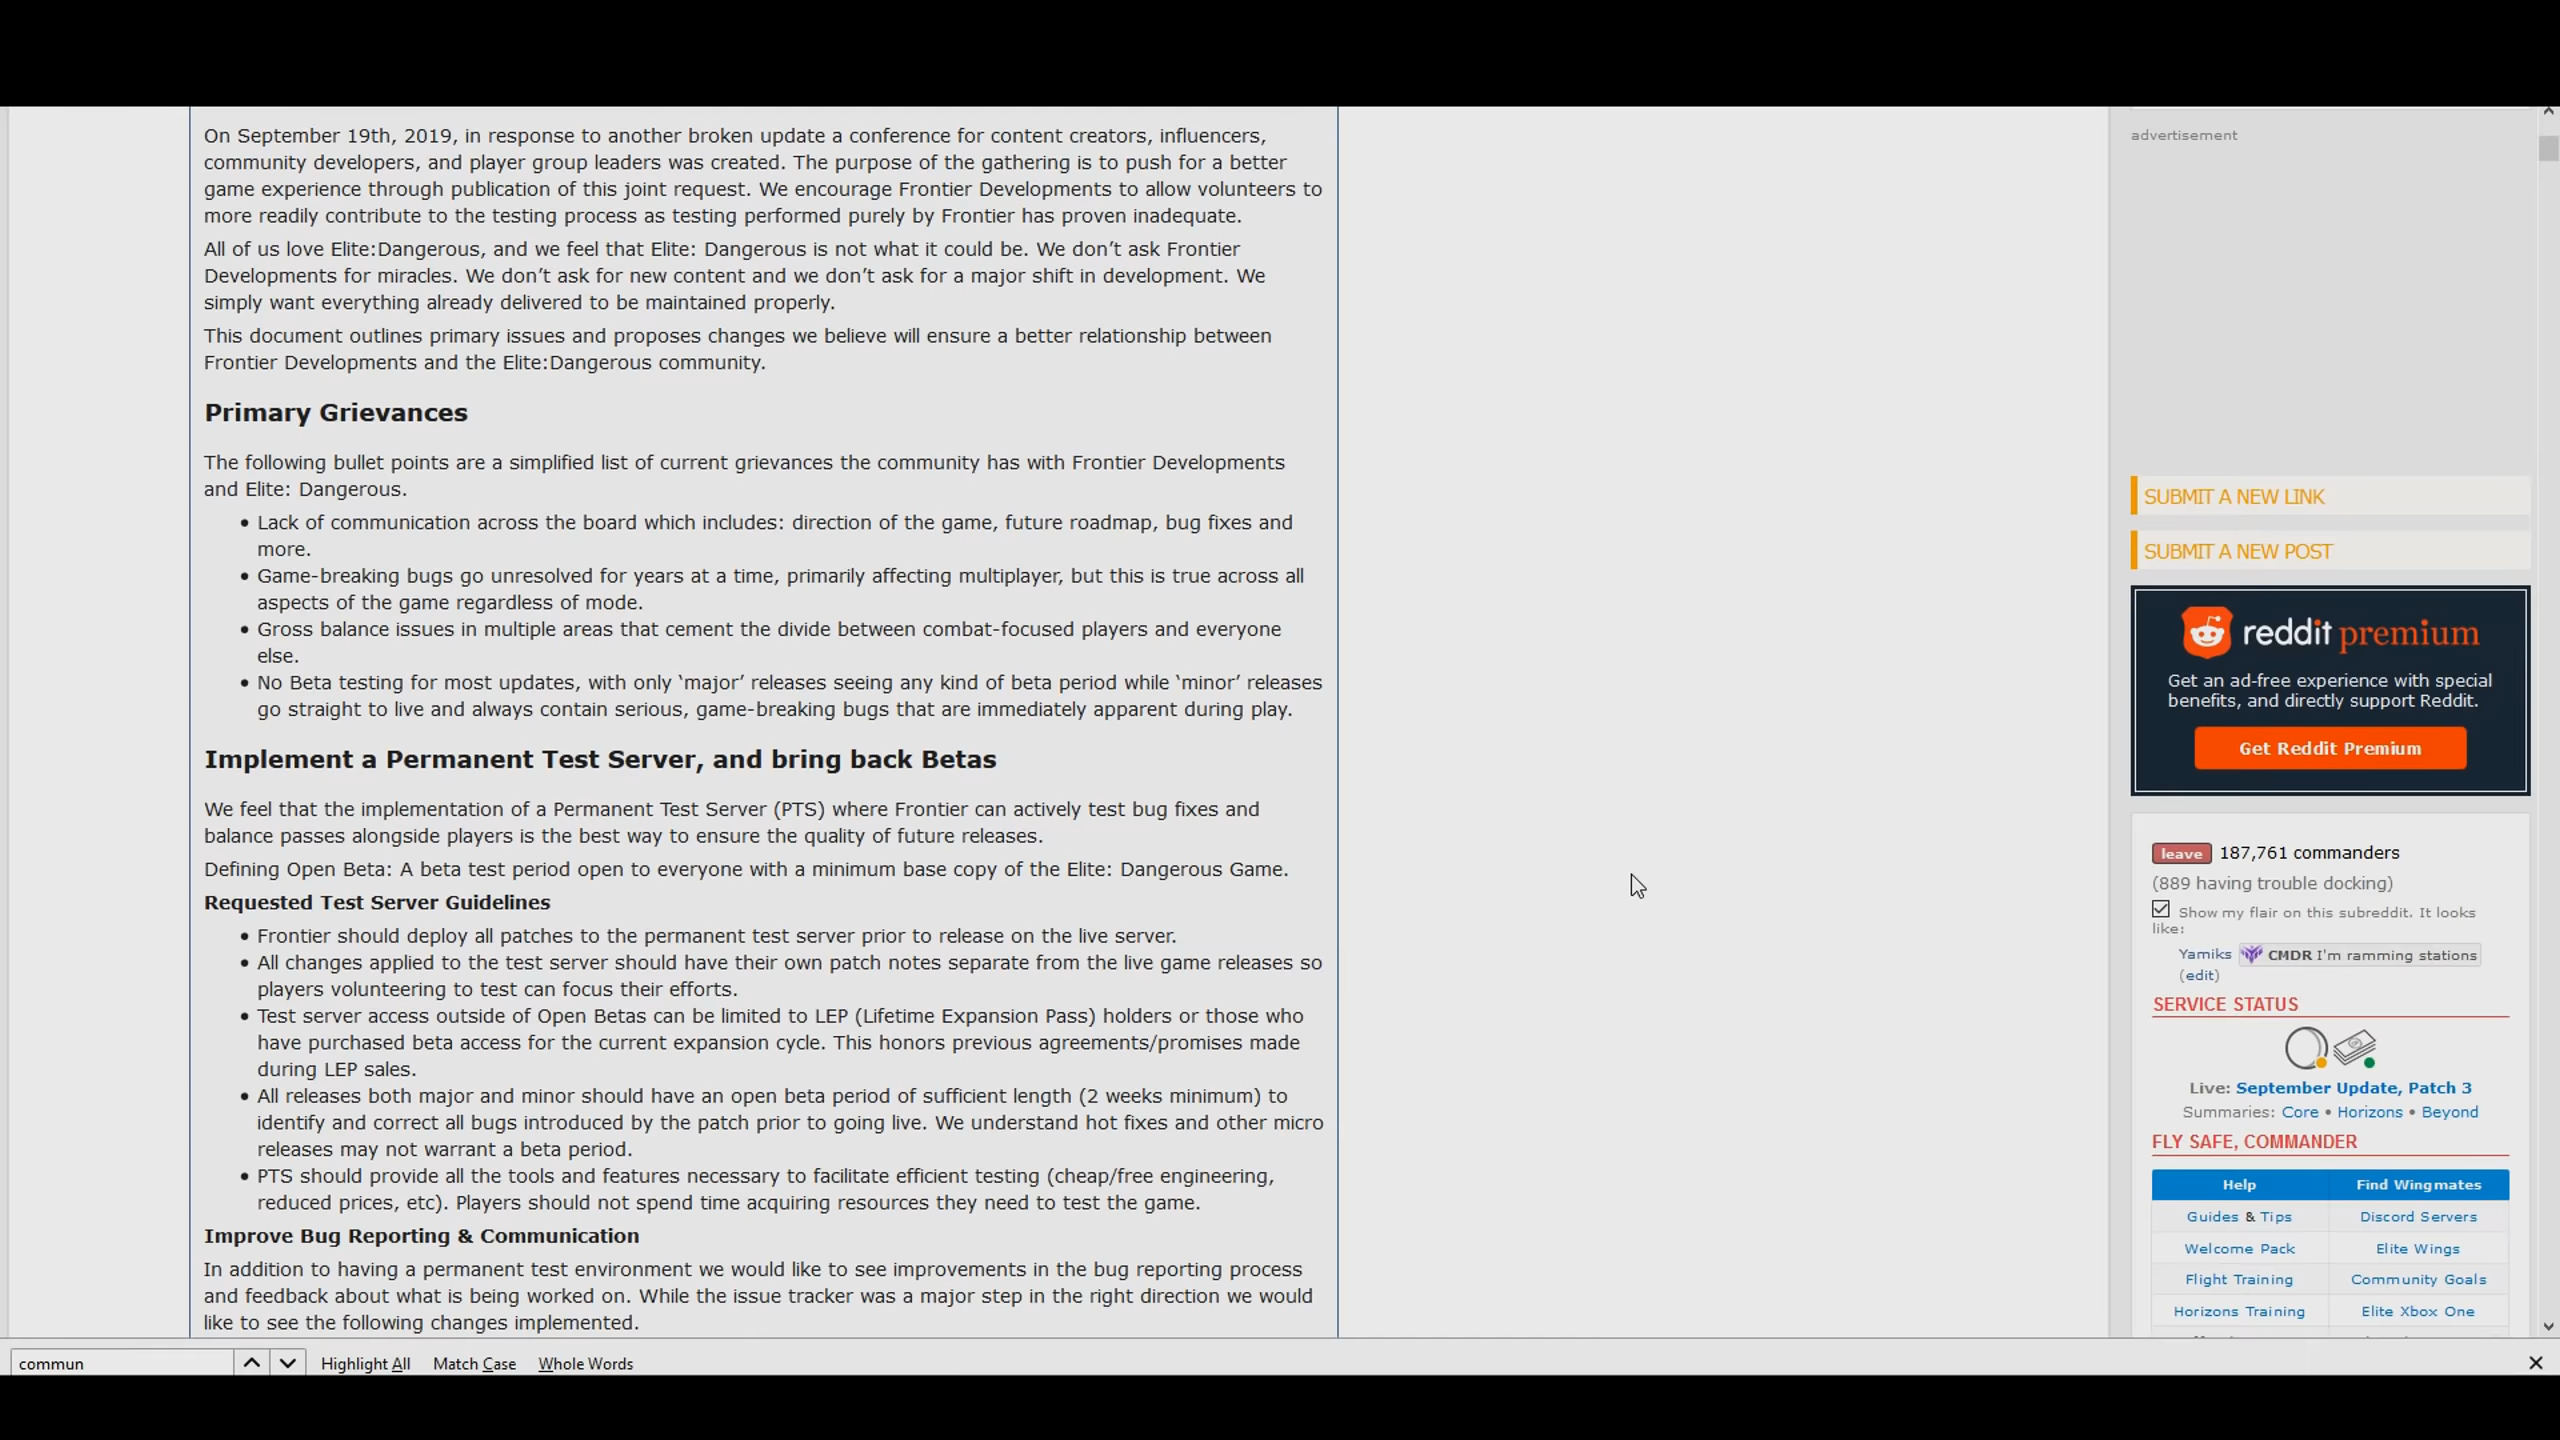 On September 19th, 2019, in response to another broken update a conference for content creators, influencers,
community developers, and player group leaders was created. The purpose of the gathering is to push for a better
game experience through publication of this joint request. We encourage Frontier Developments to allow volunteers to
more readily contribute to the testing process as testing performed purely by Frontier has proven inadequate.
All of us love Elite:Dangerous, and we feel that Elite: Dangerous is not what it could be. We don’t ask Frontier
Developments for miracles. We don’t ask for new content and we don’t ask for a major shift in development. We
simply want everything already delivered to be maintained properly.
This document outlines primary issues and proposes changes we believe will ensure a better relationship between
Frontier Developments and the Elite:Dangerous community.
Primary Grievances
The following bullet points are a simplified list of current grievances the community has with Frontier Developments
and Elite: Dangerous.
• Lack of communication across the board which includes: direction of the game, future roadmap, bug fixes and
more.
• Game-breaking bugs go unresolved for years at a time, primarily affecting multiplayer, but this is true across all
aspects of the game regardless of mode.
• Gross balance issues in multiple areas that cement the divide between combat-focused players and everyone
else.
• No Beta testing for most updates, with only ‘major’ releases seeing any kind of beta period while ‘minor’ releases
go straight to live and always contain serious, game-breaking bugs that are immediately apparent during play.
Implement a Permanent Test Server, and bring back Betas
We feel that the implementation of a Permanent Test Server (PTS) where Frontier can actively test bug fixes and
balance passes alongside players is the best way to ensure the quality of future releases.
Defining Open Beta: A beta test period open to everyone with a minimum base copy of the Elite: Dangerous Game.
Requested Test Server Guidelines
• Frontier should deploy all patches to the permanent test server prior to release on the live server.
• All changes applied to the test server should have their own patch notes separate from the live game releases so
players volunteering to test can focus their efforts.
• Test server access outside of Open Betas can be limited to LEP (Lifetime Expansion Pass) holders or those who
have purchased beta access for the current expansion cycle. This honors previous agreements/promises made
during LEP sales.
• All releases both major and minor should have an open beta period of sufficient length (2 weeks minimum) to
identify and correct all bugs introduced by the patch prior to going live. We understand hot fixes and other micro
releases may not warrant a beta period.
• PTS should provide all the tools and features necessary to facilitate efficient testing (cheap/free engineering,
reduced prices, etc). Players should not spend time acquiring resources they need to test the game.
Improve Bug Reporting & Communication
In addition to having a permanent test environment we would like to see improvements in the bug reporting process
and feedback about what is being worked on. While the issue tracker was a major step in the right direction we would
like to see the following changes implemented.
advertisement
SUBMIT A NEW LINK
SUBMIT A NEW POST
reddit premium
Get an ad-free experience with special
benefits, and directly support Reddit.
Get Reddit Premium
leave 187,761 commanders
(889 having trouble docking)
Show my flair on this subreddit. It looks
like:
Yamiks CMDR I'm ramming stations
(edit)
SERVICE STATUS
Live: September Update, Patch 3
Summaries: Core • Horizons • Beyond
FLY SAFE, COMMANDER
Help Find Wingmates
Guides & Tips Discord Servers
Welcome Pack Elite Wings
Flight Training Community Goals
Horizons Training Elite Xbox One
commun Highlight All Match Case Whole Words